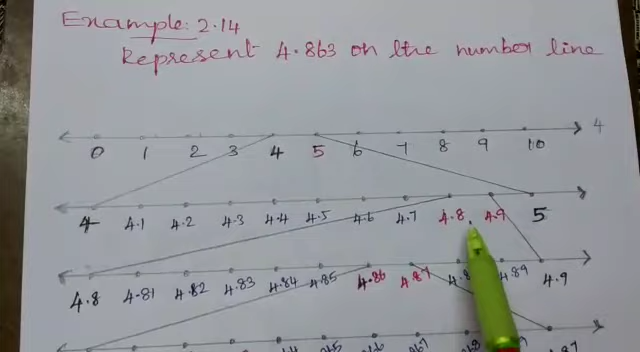 Example: 2.14
Represent 4.863 on the number line
0 1 2 3 4 5 6 7 8 9 10
4 4.1 4.2 4.3 4.4 4.5 4.6 4.7 4.8 4.9 5
4.8 4.81 4.82 4.83 4.84 4.85 4.86 4.87 4.89 4.9